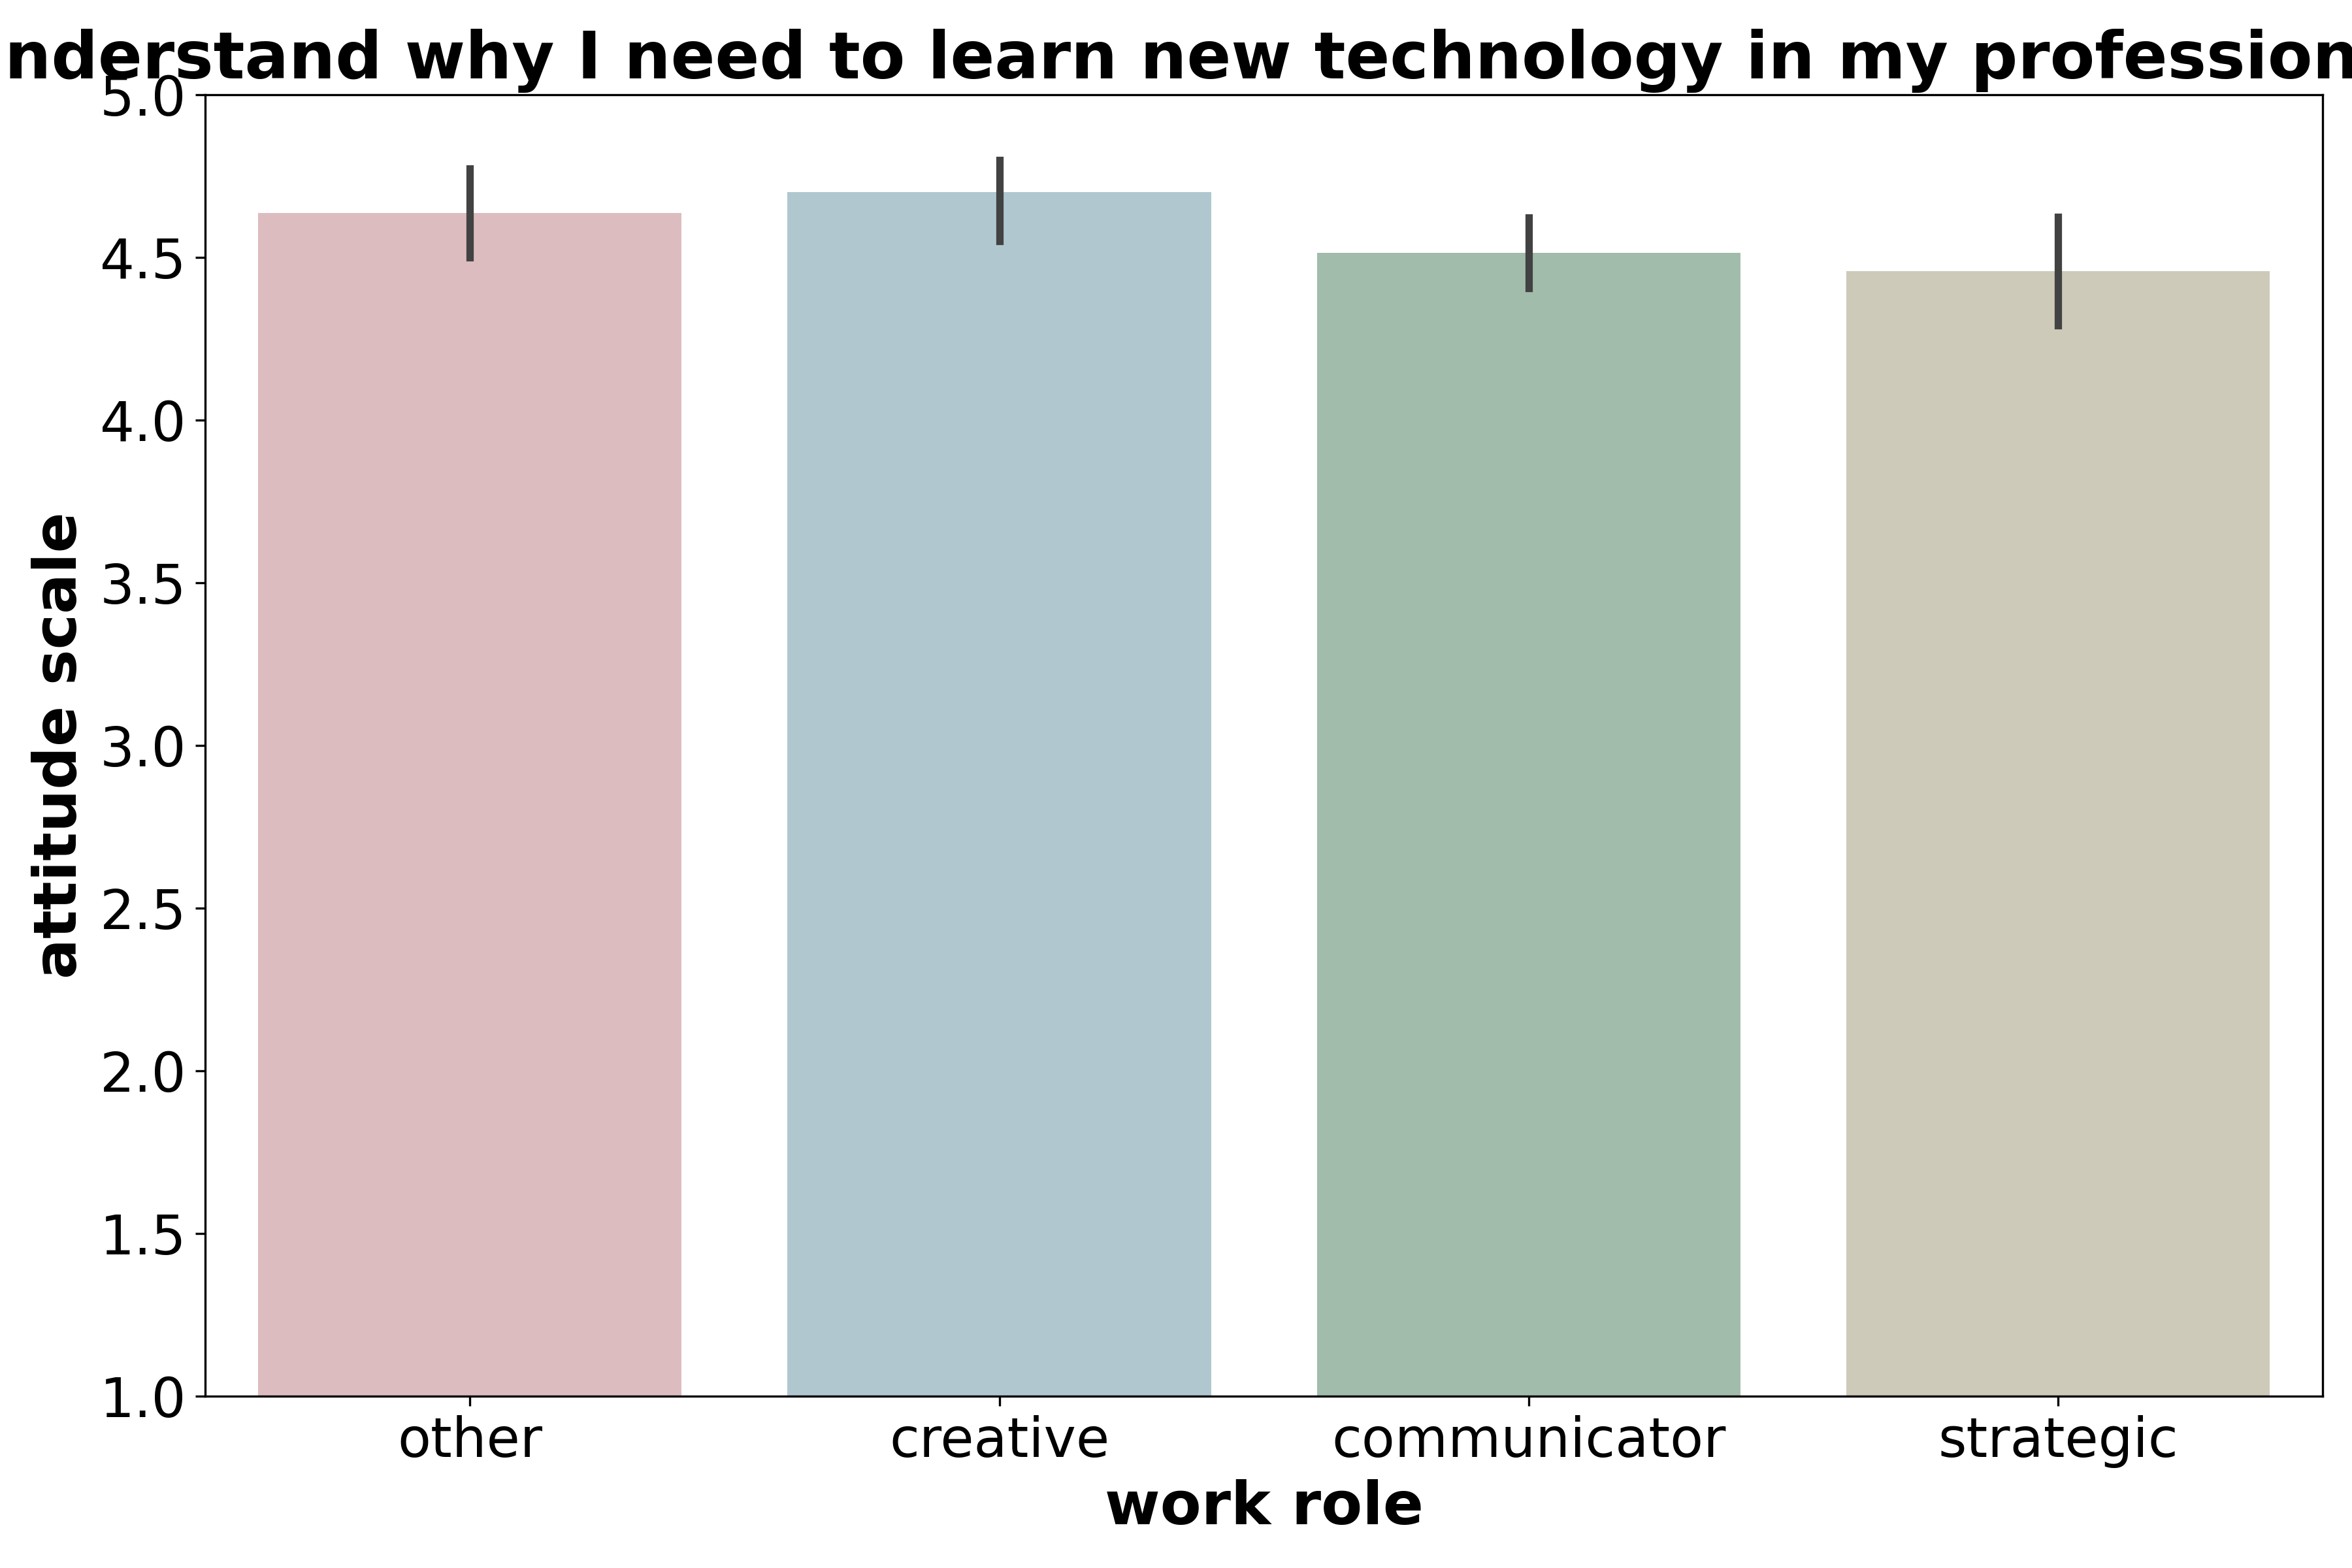 nderstand why I need to learn new technology in my profession
5.0
4.5
4.0
3.5
3.0
2.5
2.0
1.5
1.0
attitude scale
other creative communicator strategic
work role